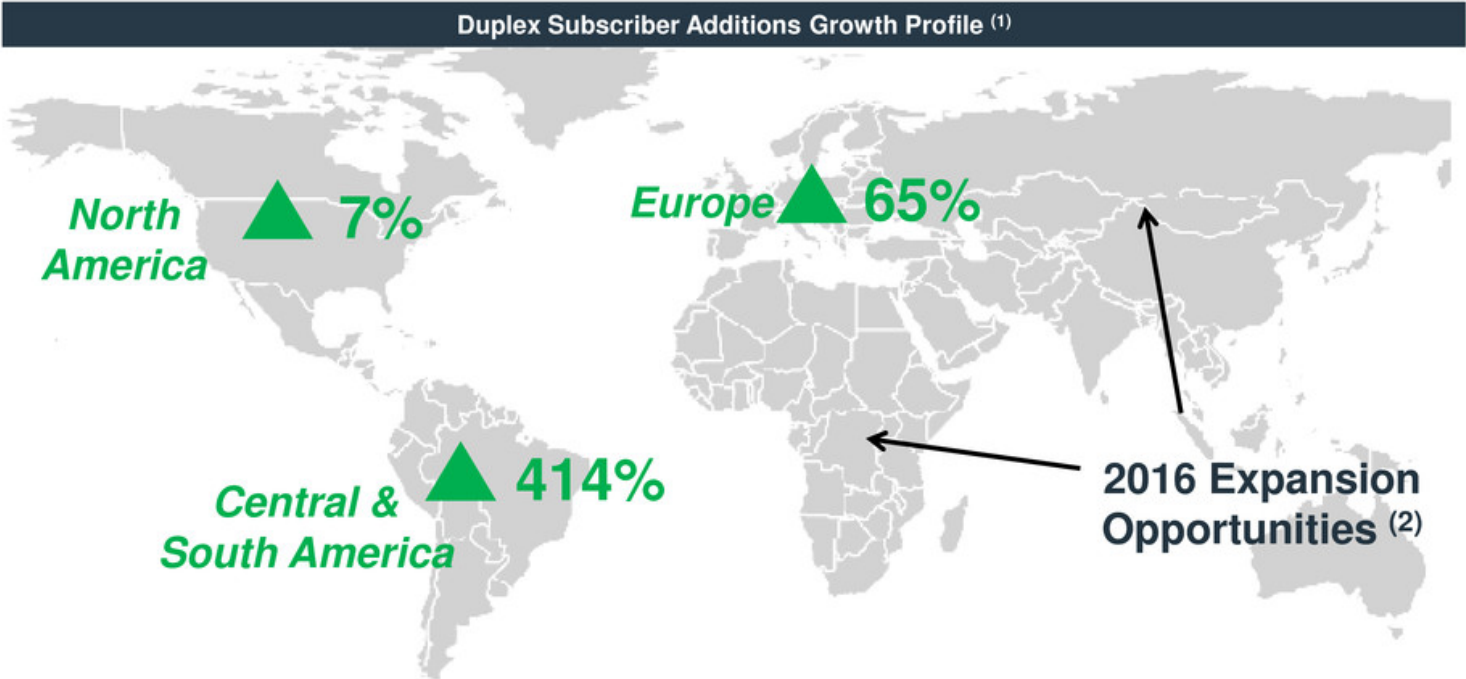 Duplex Subscriber Additions Growth Profile (1)
North
America
7%
Europe
65%
Central &
South America
414%
2016 Expansion
Opportunities (2)